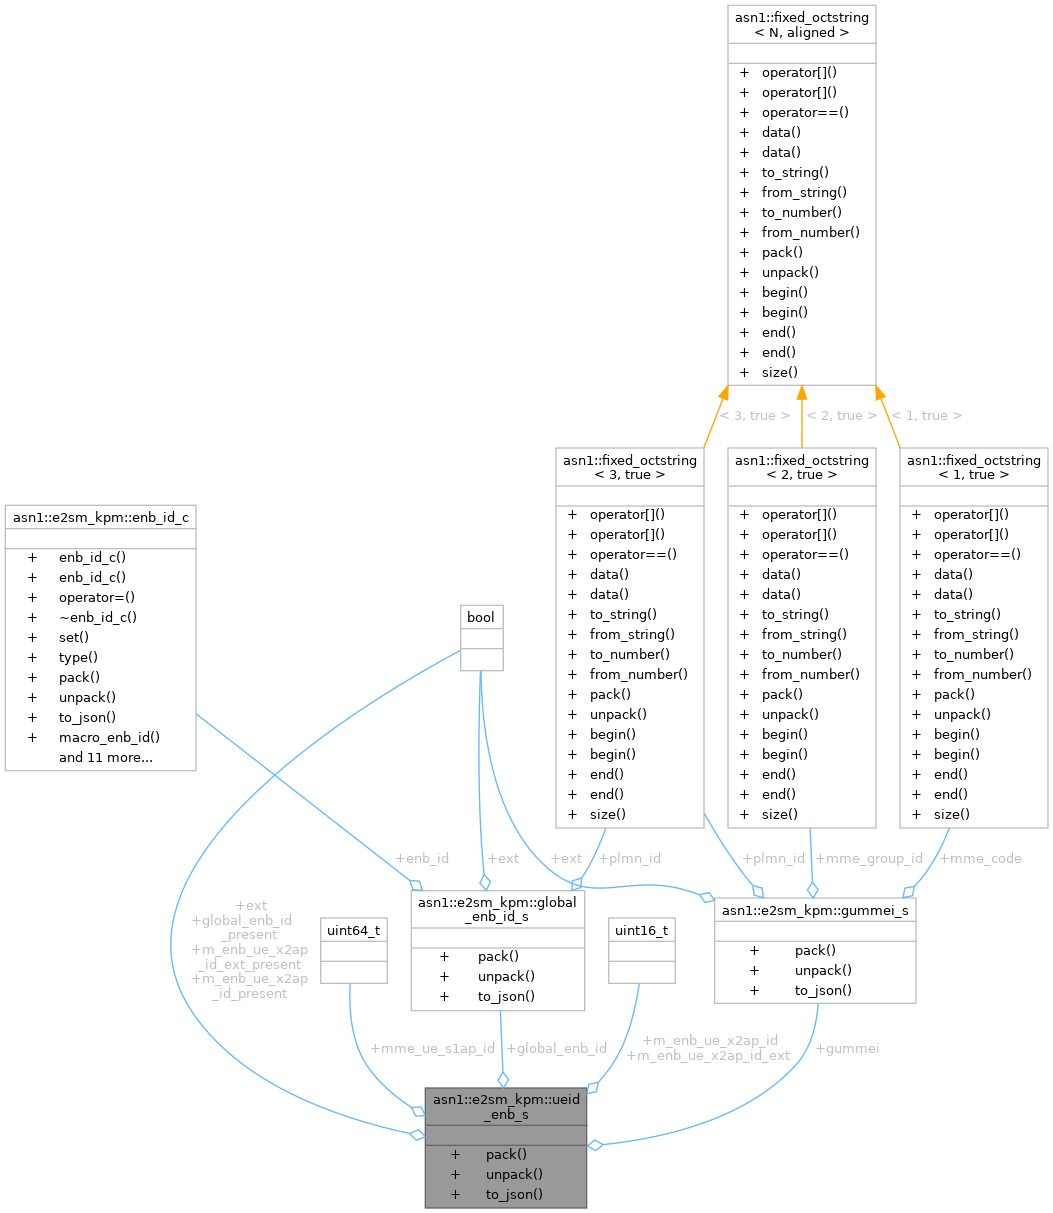 asn1::fixed_octstring
< N, aligned >
+ operator[]()
+ operator[]()
+ operator==()
+ data()
+ data()
+ to_string()
+ from_string()
+ to_number()
+ from_number()
+ pack()
+ unpack()
+ begin()
+ begin()
+ end()
+ end()
+ size()
< 3, true >
< 2, true >
< 1, true >
asn1::fixed_octstring
< 3, true >
+ operator[]()
+ operator[]()
+ operator==()
+ data()
+ data()
+ to_string()
+ from_string()
+ to_number()
+ from_number()
+ pack()
+ unpack()
+ begin()
+ begin()
+ end()
+ end()
+ size()
asn1::fixed_octstring
< 2, true >
+ operator[]()
+ operator[]()
+ operator==()
+ data()
+ data()
+ to_string()
+ from_string()
+ to_number()
+ from_number()
+ pack()
+ unpack()
+ begin()
+ begin()
+ end()
+ end()
+ size()
asn1::fixed_octstring
< 1, true >
+ operator[]()
+ operator[]()
+ operator==()
+ data()
+ data()
+ to_string()
+ from_string()
+ to_number()
+ from_number()
+ pack()
+ unpack()
+ begin()
+ begin()
+ end()
+ end()
+ size()
asn1::e2sm_kpm::enb_id_c
+ enb_id_c()
+ enb_id_c()
+ operator=()
+ ~enb_id_c()
+ set()
+ type()
+ pack()
+ unpack()
+ to_json()
+ macro_enb_id()
and 11 more...
bool
+enb_id
+ext
+ext
+plmn_id
+plmn_id
+mme_group_id
+mme_code
+ext
+global_enb_id
_present
+m_enb_ue_x2ap
_id_ext_present
+m_enb_ue_x2ap
_id_present
uint64_t
asn1::e2sm_kpm::global
_enb_id_s
+ pack()
+ unpack()
+ to_json()
uint16_t
asn1::e2sm_kpm::gummei_s
+ pack()
+ unpack()
+ to_json()
+mme_ue_s1ap_id
+global_enb_id
+m_enb_ue_x2ap_id
+m_enb_ue_x2ap_id_ext
+gummei
asn1::e2sm_kpm::ueid
_enb_s
+ pack()
+ unpack()
+ to_json()